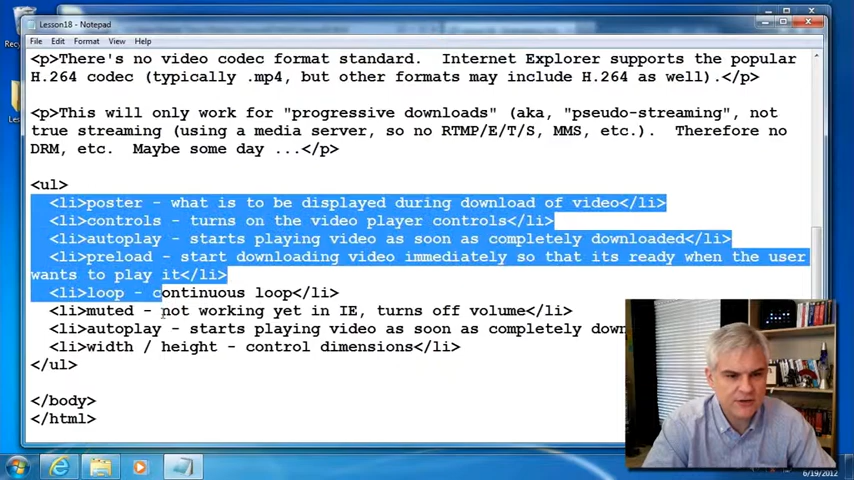 Lesson18 - Notepad
File Edit Format View Help
<p>There's no video codec format standard.  Internet Explorer supports the popular
H.264 codec (typically .mp4, but other formats may include H.264 as well).</p>
<p>This will only work for "progressive downloads" (aka, "pseudo-streaming", not
true streaming (using a media server, so no RTMP/E/T/S, MMS, etc.).  Therefore no
DRM, etc.  Maybe some day ...</p>
<ul>
<li>poster - what is to be displayed during download of video</li>
<li>controls - turns on the video player controls</li>
<li>autoplay - starts playing video as soon as completely downloaded</li>
<li>preload - start downloading video immediately so that its ready when the user
wants to play it</li>
<li>loop - continuous loop</li>
<li>muted - not working yet in IE, turns off volume</li>
<li>autoplay - starts playing video as soon as completely down
<li>width / height - control dimensions</li>
</ul>
</body>
</html>
6/19/2012